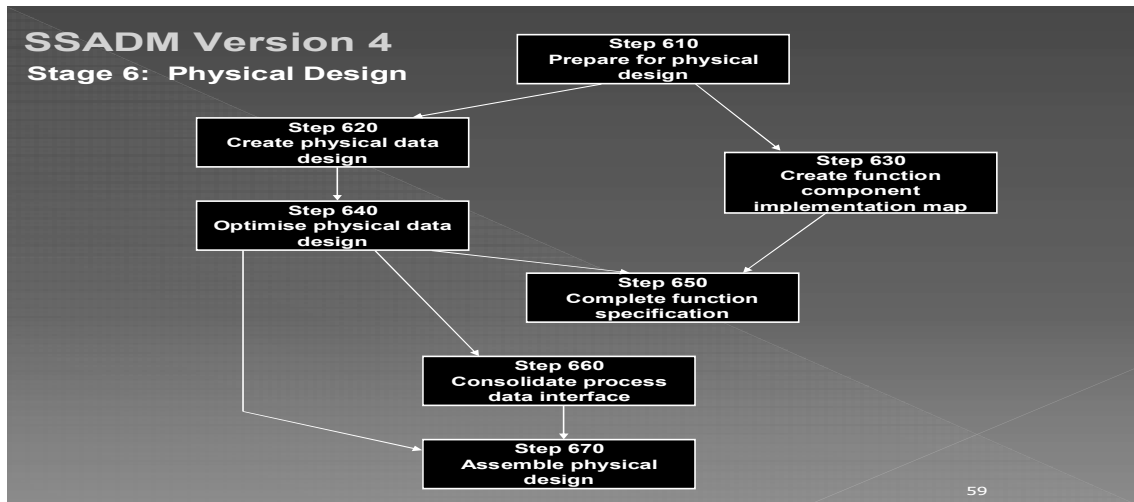 SSADM Version 4
Stage 6:  Physical Design
Step 610
Prepare for physical
design
Step 620
Create physical data
design
Step 630
Create function
component
implementation map
Step 640
Optimise physical data
design
Step 650
Complete function
specification
Step 660
Consolidate process
data interface
Step 670
Assemble physical
design
59